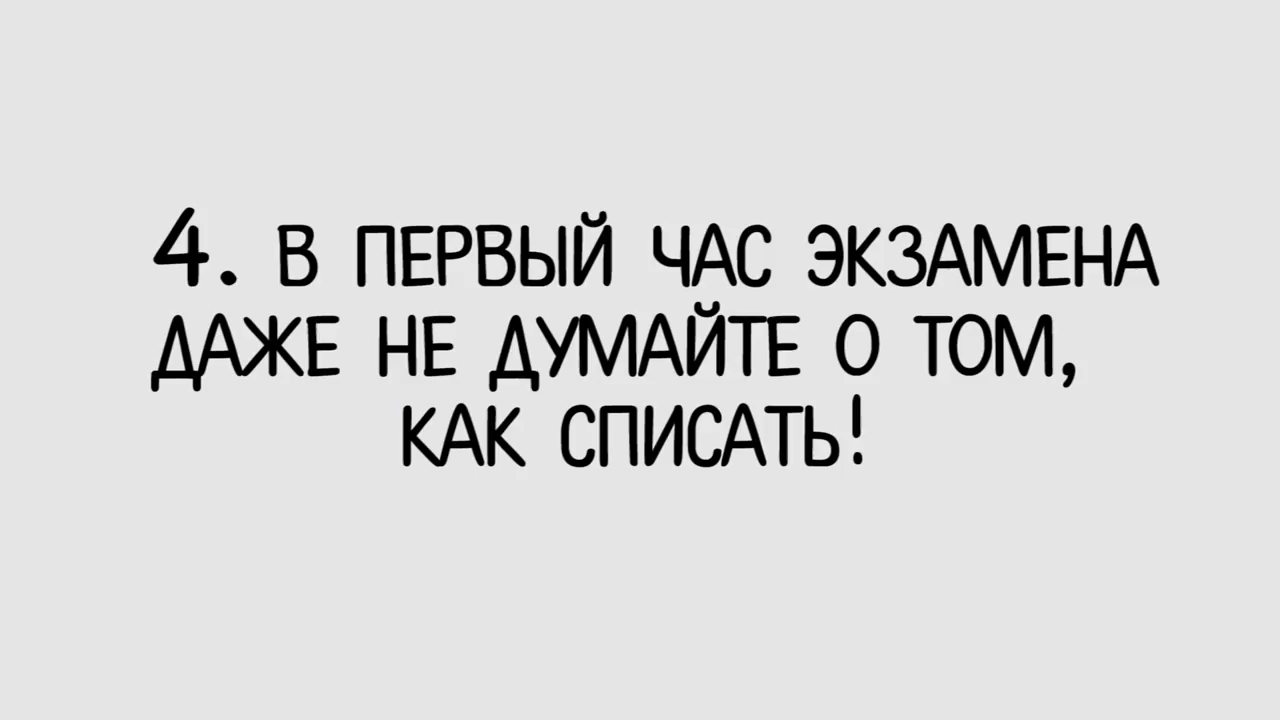 4. В ПЕРВЫЙ ЧАС ЭКЗАМЕНА
ДАЖЕ НЕ ДУМАЙТЕ О ТОМ,
КАК СПИСАТЬ!